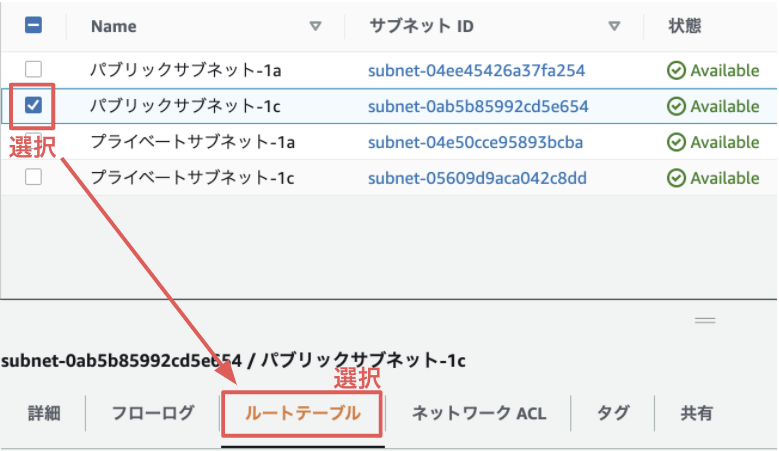 Name サブネット ID 状態
パブリックサブネット-1a subnet-04ee45426a37fa254 Available
パブリックサブネット-1c subnet-0ab5b85992cd5e654 Available
選択 プライベートサブネット-1a subnet-04e50cce95893bcba Available
プライベートサブネット-1c subnet-05609d9aca042c8dd Available
subnet-0ab5b85992cd5e654 / パブリックサブネット-1c
選択
詳細 フローログ ルートテーブル ネットワーク ACL タグ 共有